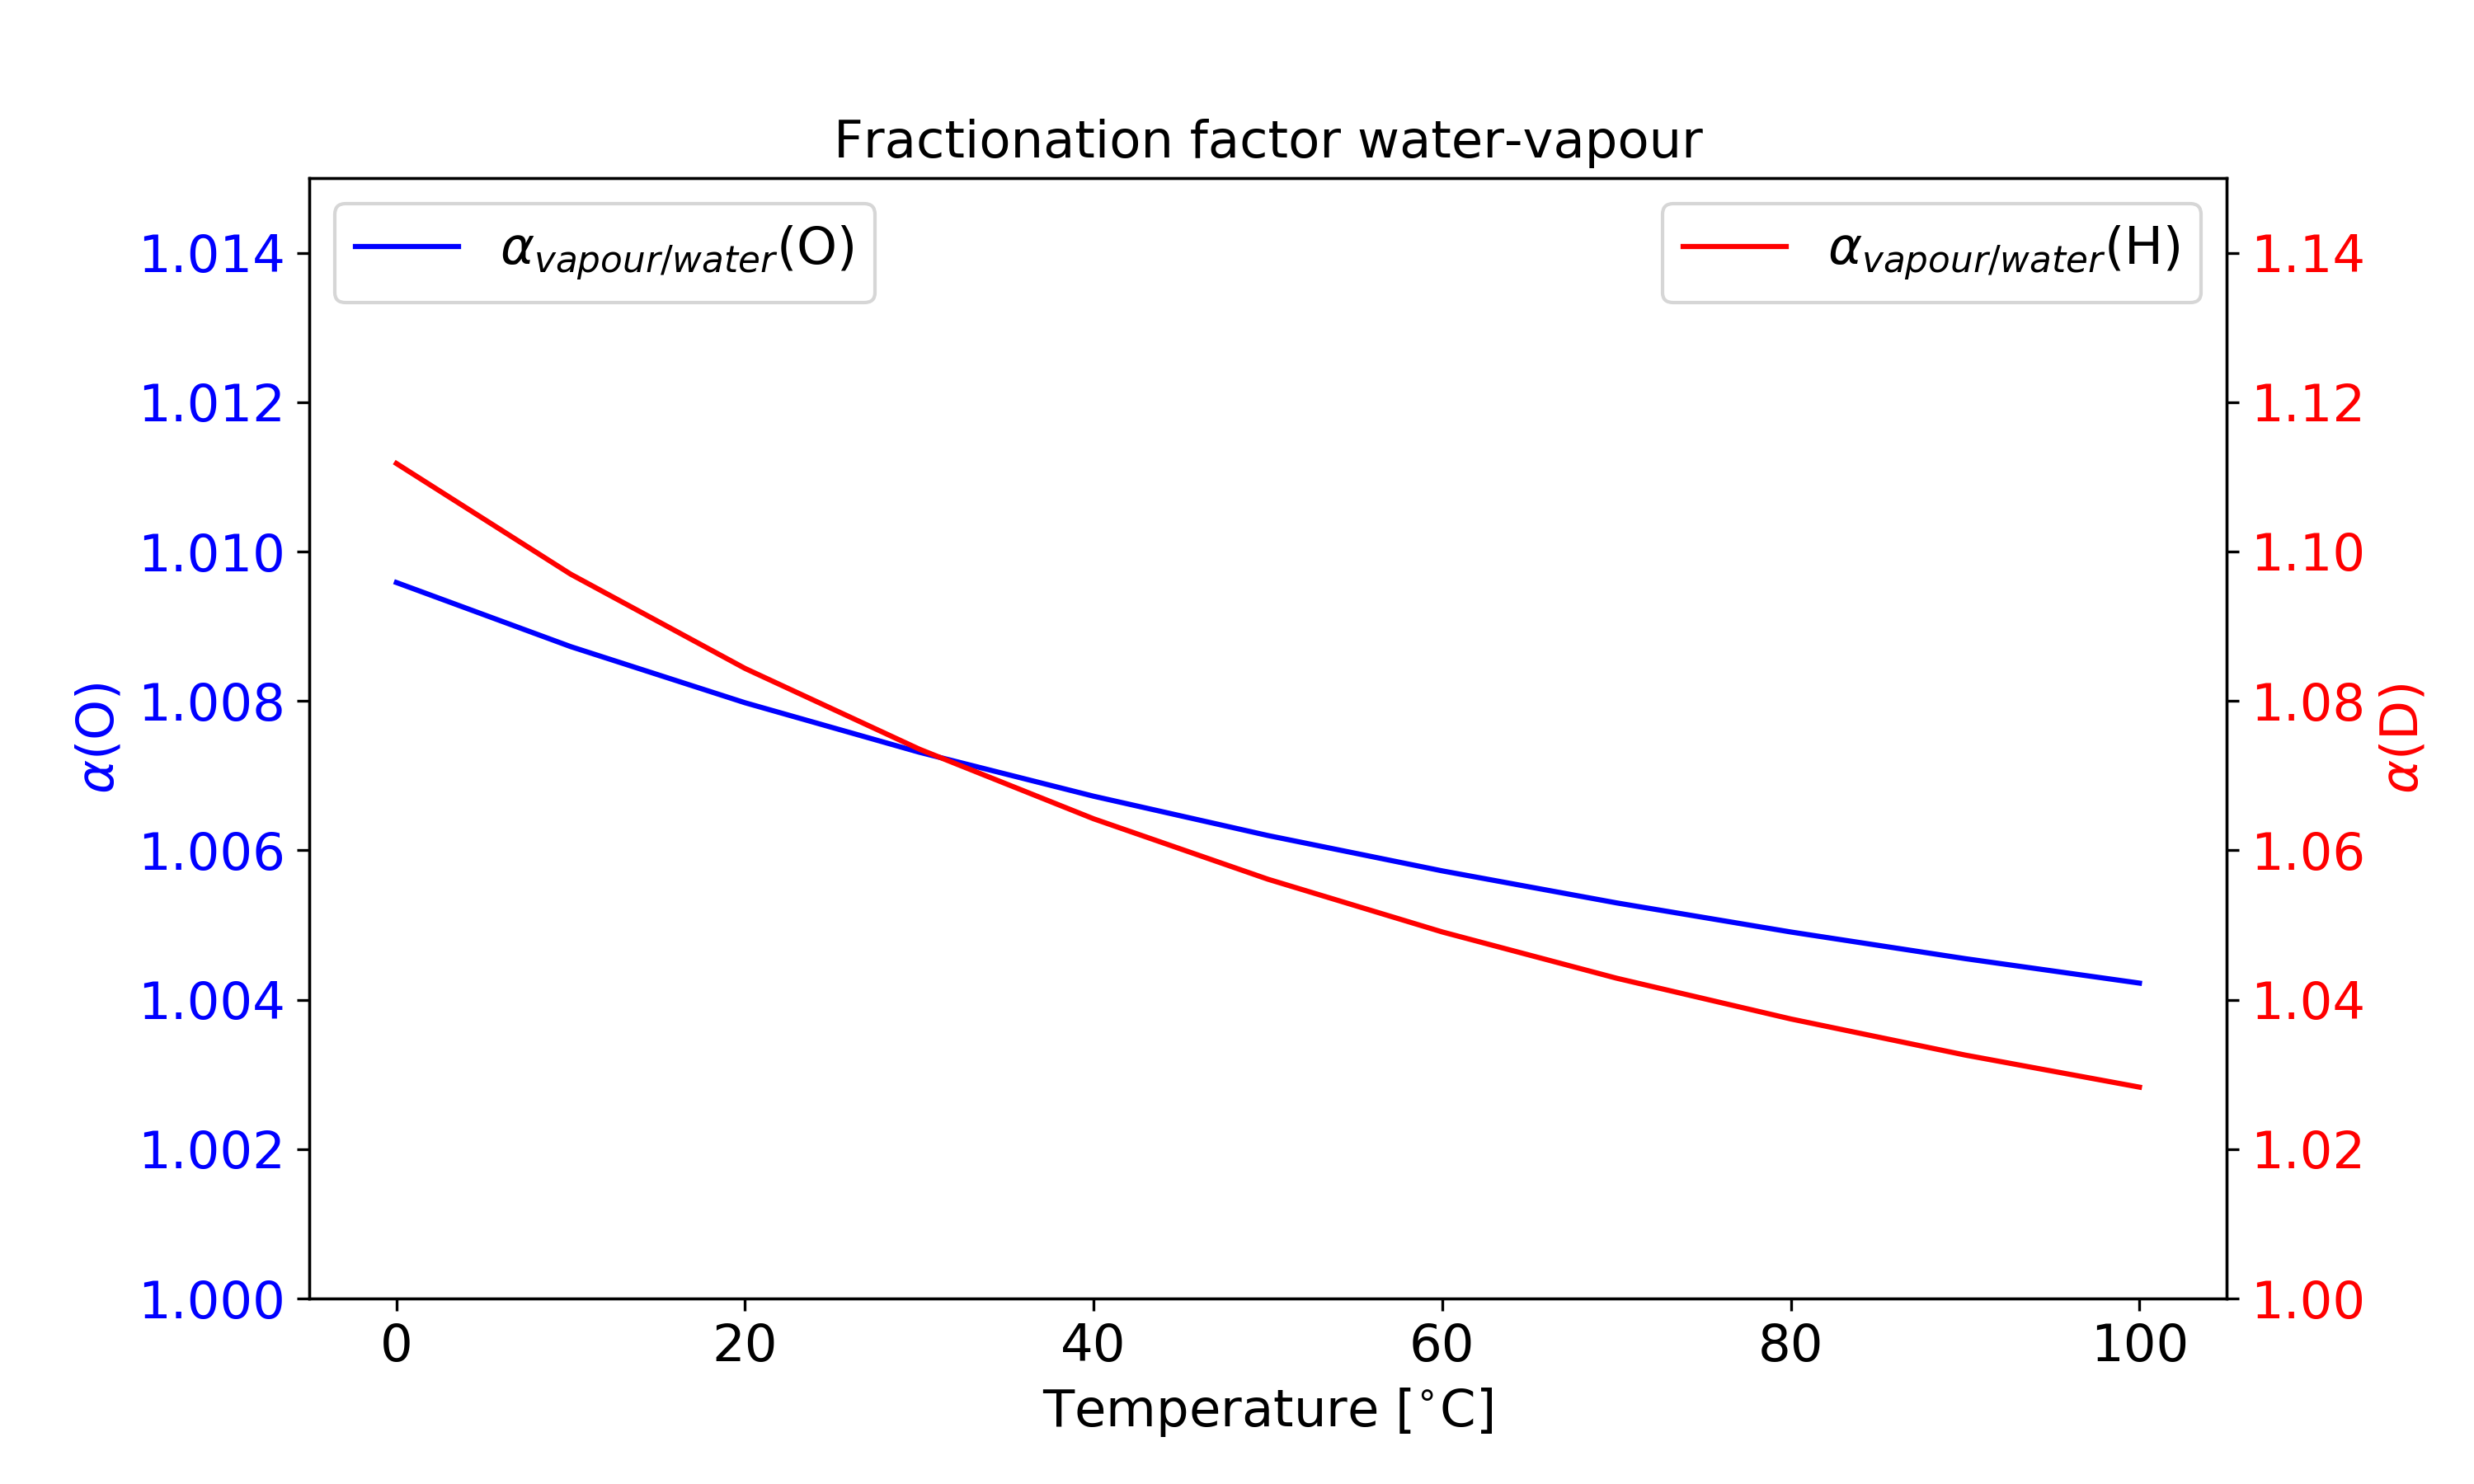 Fractionation factor water-vapour
α_vapour/water(O)
α_vapour/water(H)
α(O)
1.014
1.012
1.010
1.008
1.006
1.004
1.002
1.000
1.14
1.12
1.10
1.08
1.06
1.04
1.02
1.00
α(D)
0 20 40 60 80 100
Temperature [°C]